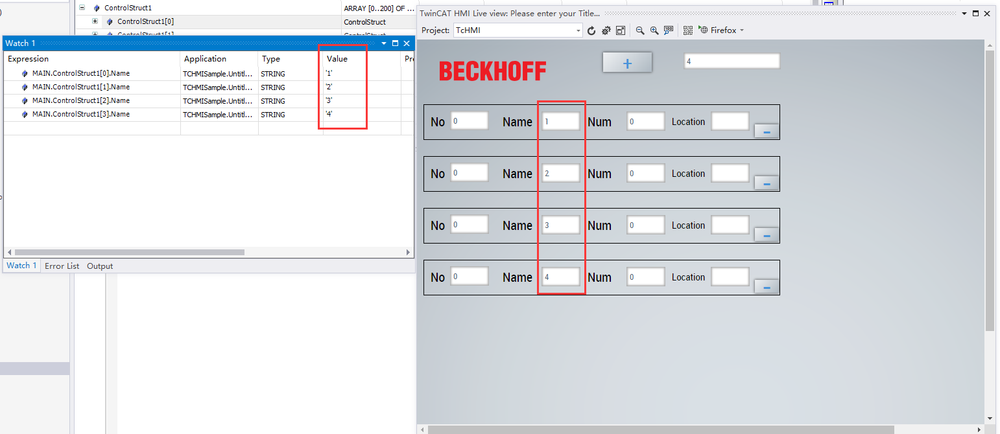 ControlStruct1 ARRAY [0..200] OF ...
ControlStruct1[0] ControlStruct
Watch 1
Expression Application Type Value
MAIN.ControlStruct1[0].Name TCHMISample.Untitl... STRING '1'
MAIN.ControlStruct1[1].Name TCHMISample.Untitl... STRING '2'
MAIN.ControlStruct1[2].Name TCHMISample.Untitl... STRING '3'
MAIN.ControlStruct1[3].Name TCHMISample.Untitl... STRING '4'
Watch 1 Error List Output
TwinCAT HMI Live view: Please enter your Title...
Project: TcHMI Firefox
BECKHOFF + 4
No 0 Name 1 Num 0 Location −
No 0 Name 2 Num 0 Location −
No 0 Name 3 Num 0 Location −
No 0 Name 4 Num 0 Location −